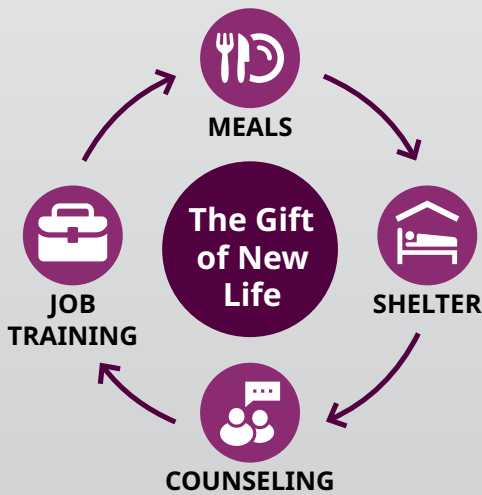 MEALS
The Gift
of New
Life
SHELTER
COUNSELING
JOB
TRAINING